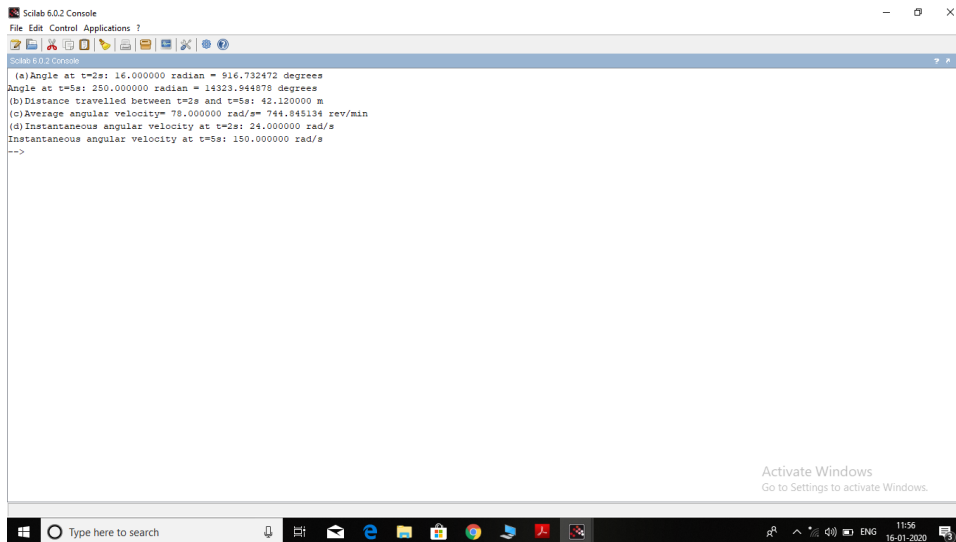 Scilab 6.0.2 Console
File Edit Control Applications ?
Scilab 6.0.2 Console
(a)Angle at t=2s: 16.000000 radian = 916.732472 degrees
Angle at t=5s: 250.000000 radian = 14323.944878 degrees
(b)Distance travelled between t=2s and t=5s: 42.120000 m
(c)Average angular velocity= 78.000000 rad/s= 744.845134 rev/min
(d)Instantaneous angular velocity at t=2s: 24.000000 rad/s
Instantaneous angular velocity at t=5s: 150.000000 rad/s
-->
Activate Windows
Go to Settings to activate Windows.
Type here to search
ENG
11:56
16-01-2020
3